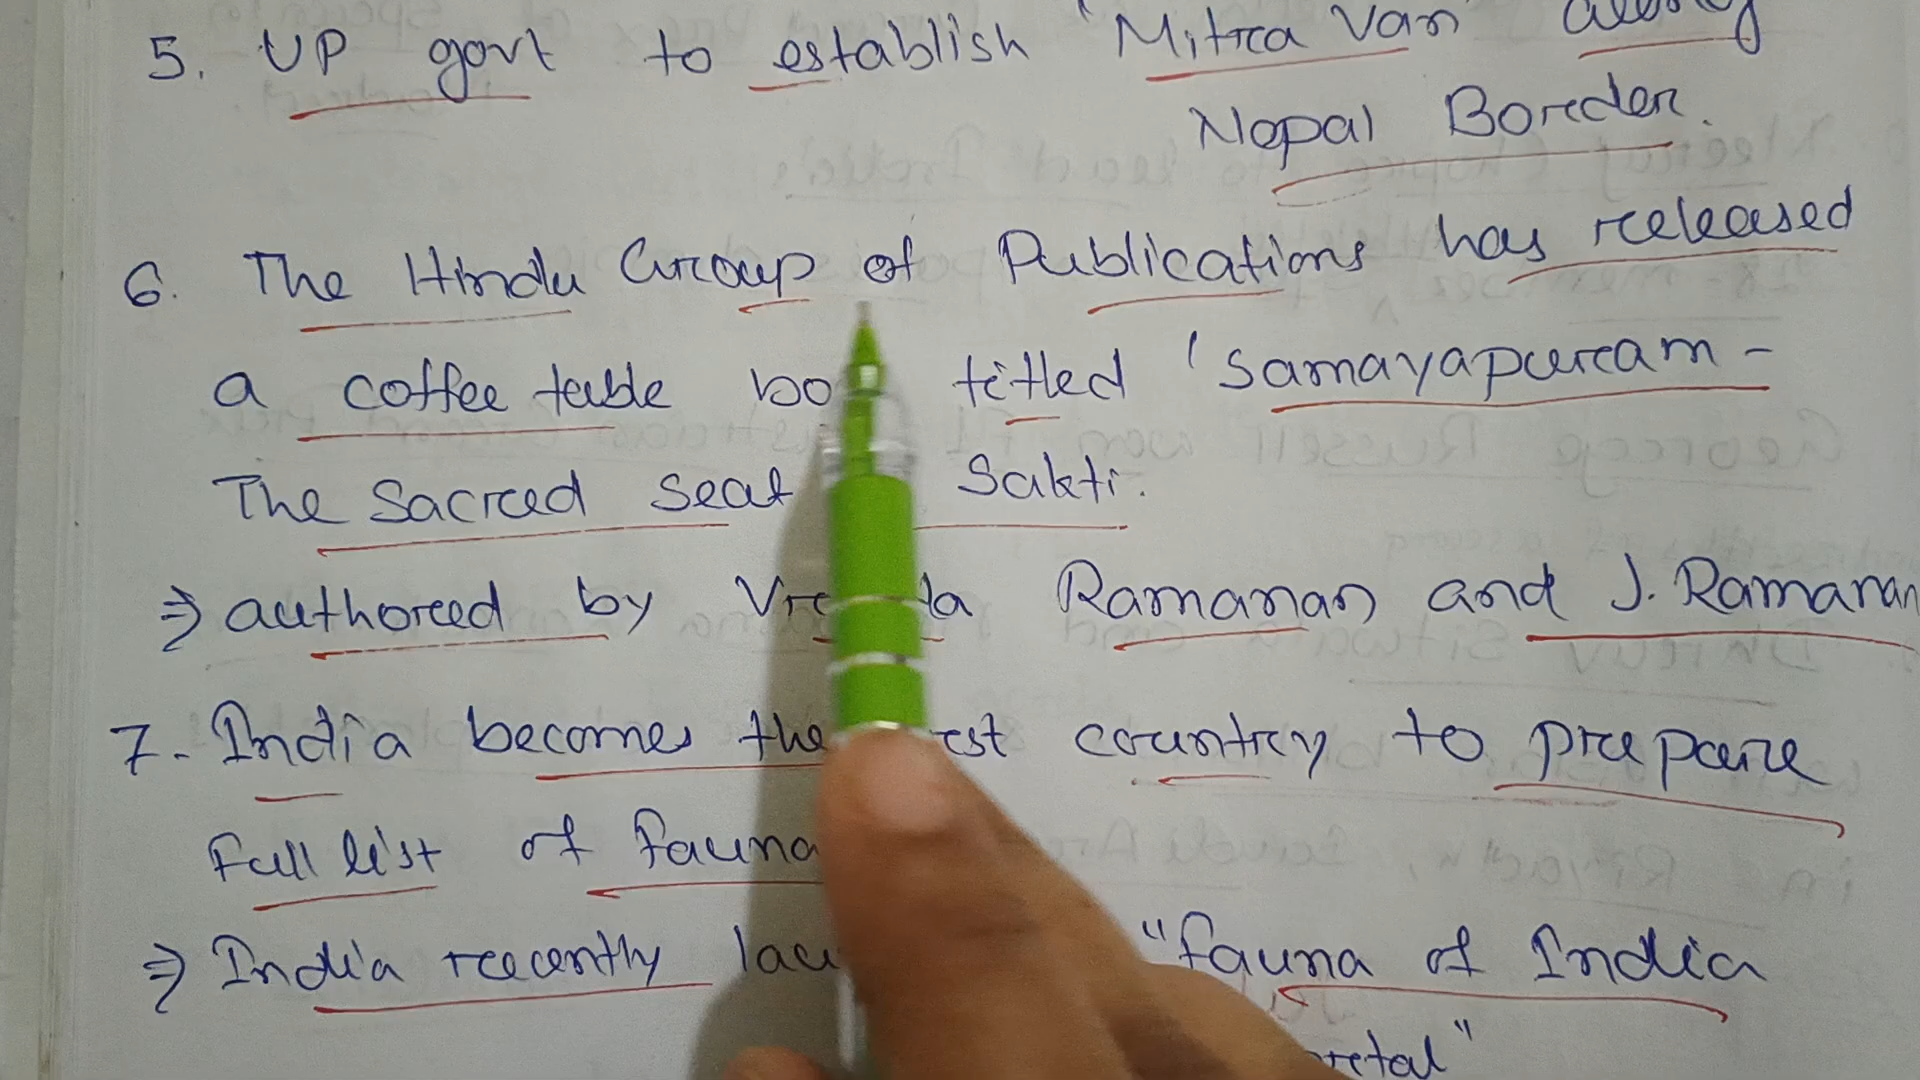 5. UP govt to establish "Mitra Van" along
Nepal Border.
6. The Hindu Group of Publications has released
a coffee table titled 'Samayapuram -
The Sacred seat Sakti.
⇒ authored by Ramanan and J. Ramanan
7. India becomes the country to prepare
Full list of fauna
⇒ India recently "Fauna of India